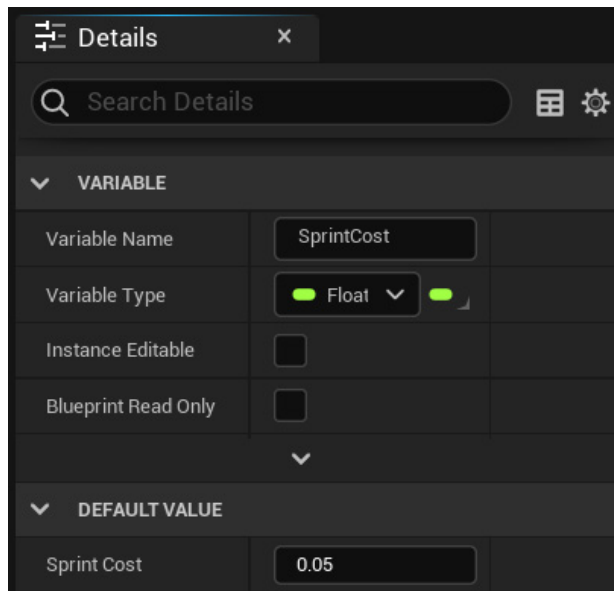 Details
Search Details
VARIABLE
Variable Name SprintCost
Variable Type Float
Instance Editable
Blueprint Read Only
DEFAULT VALUE
Sprint Cost 0.05